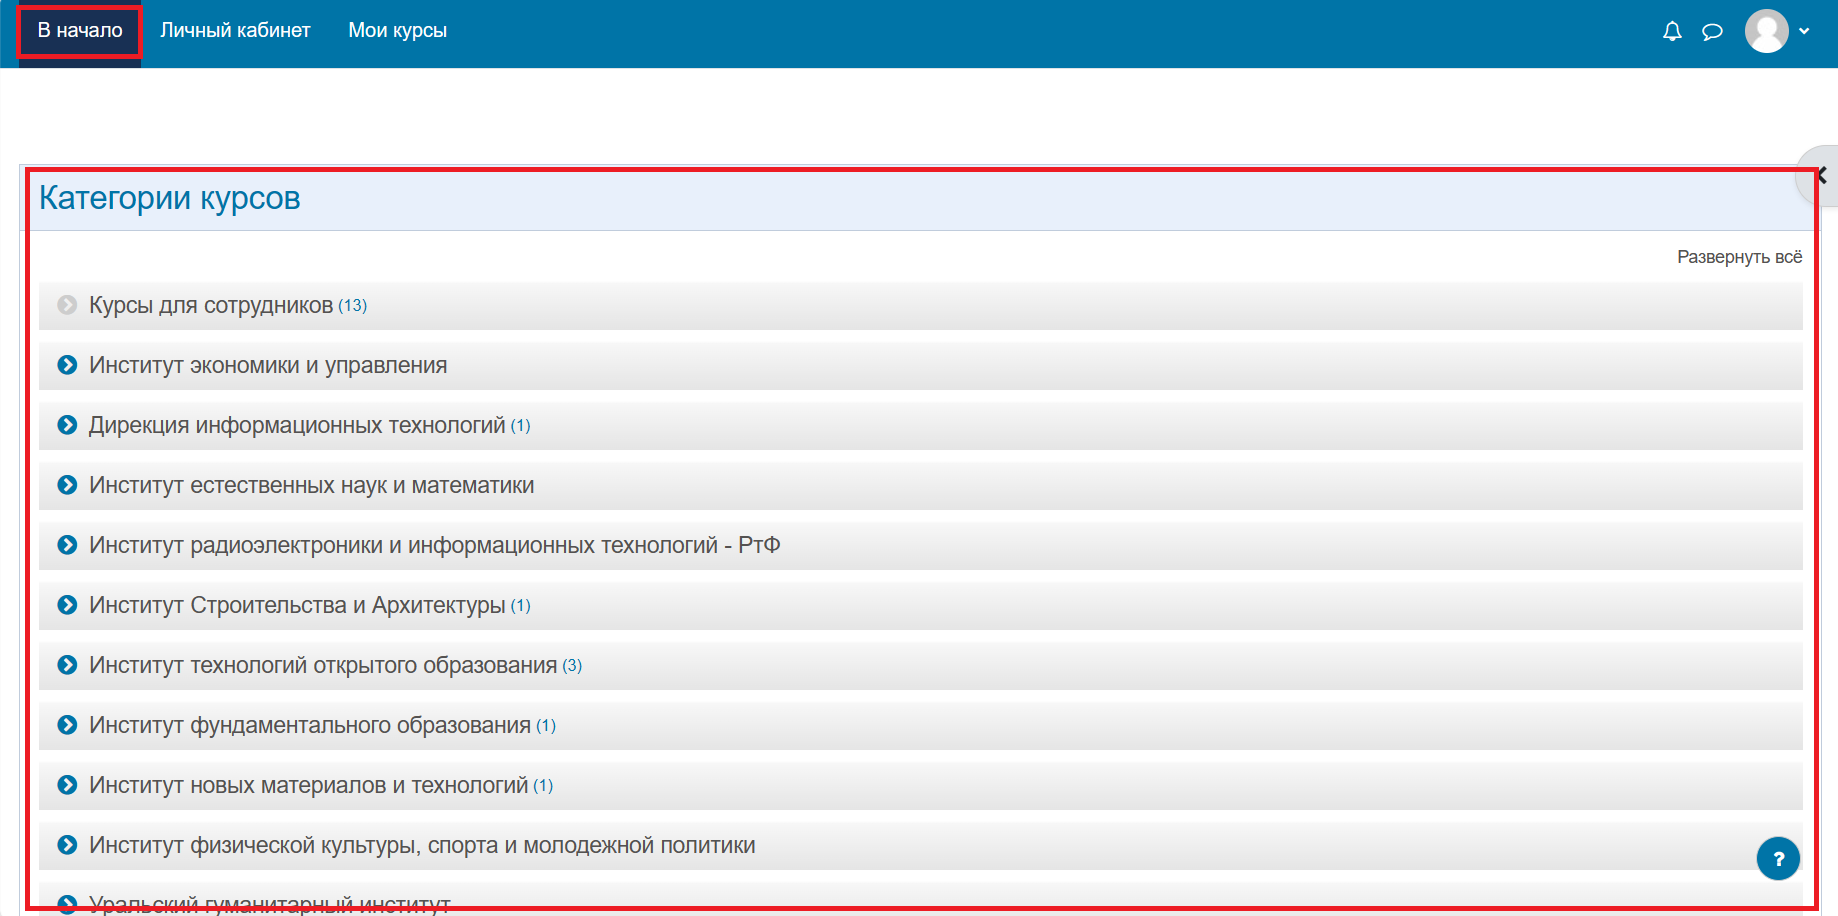 В начало Личный кабинет Мои курсы
Категории курсов
Развернуть всё
Курсы для сотрудников (13)
Институт экономики и управления
Дирекция информационных технологий (1)
Институт естественных наук и математики
Институт радиоэлектроники и информационных технологий - РтФ
Институт Строительства и Архитектуры (1)
Институт технологий открытого образования (3)
Институт фундаментального образования (1)
Институт новых материалов и технологий (1)
Институт физической культуры, спорта и молодежной политики
?
Уральский гуманитарный институт